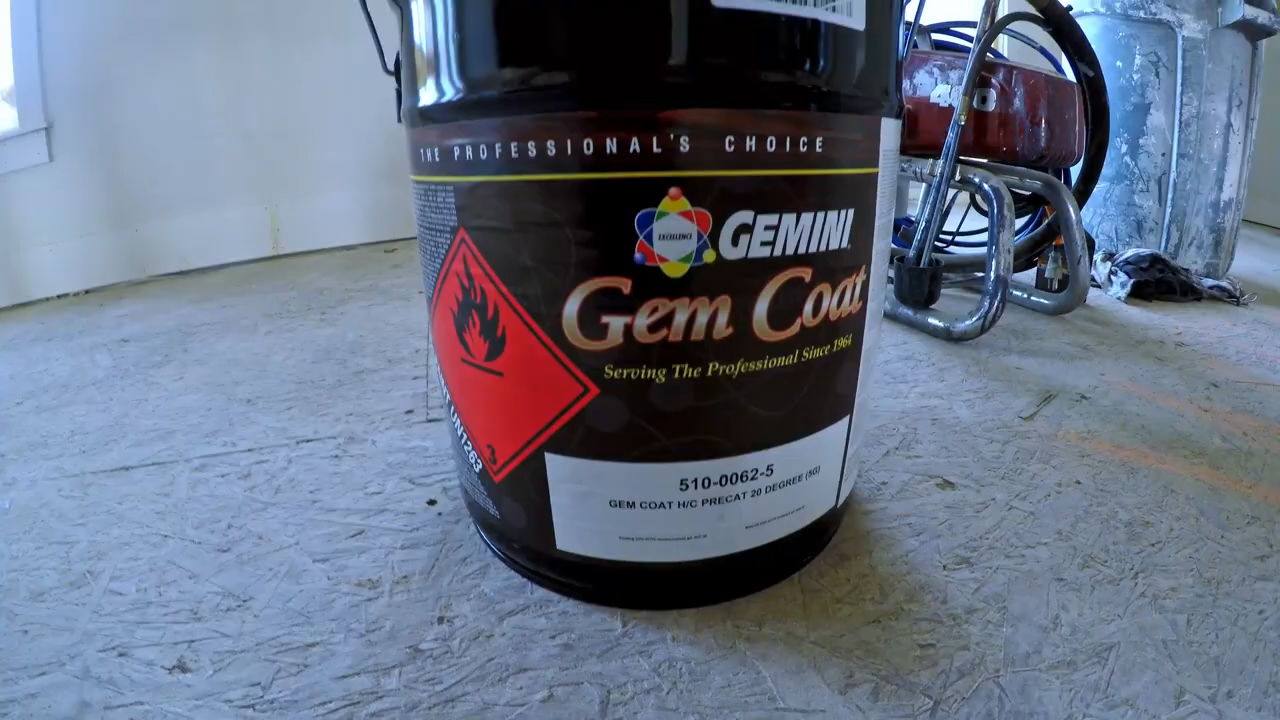 THE PROFESSIONAL'S CHOICE
EXCELLENCE
GEMINI
Gem Coat
Serving The Professional Since 1964
UN1263
3
510-0062-5
GEM COAT H/C PRECAT 20 DEGREE (5G)